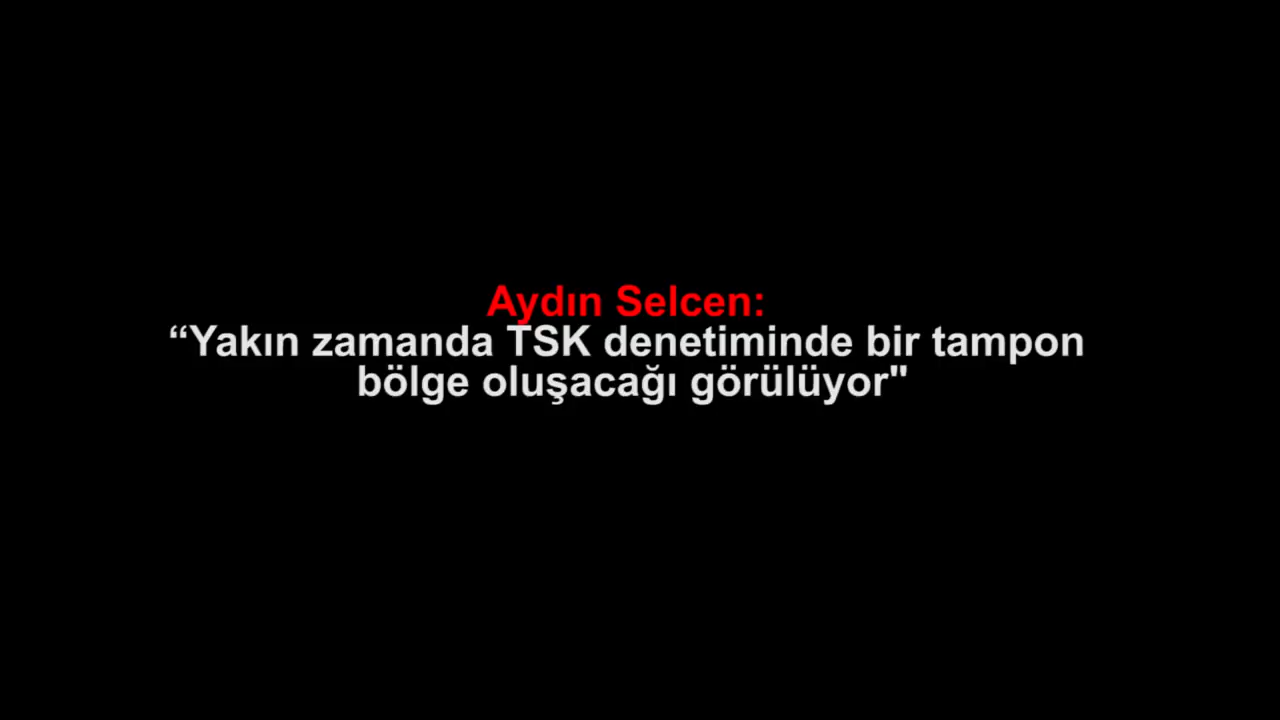 Aydın Selcen:
“Yakın zamanda TSK denetiminde bir tampon
bölge oluşacağı görülüyor"